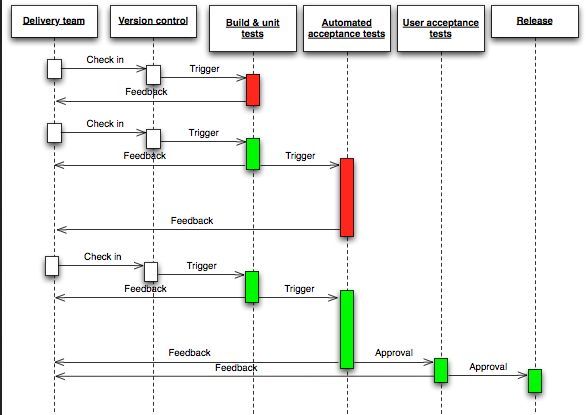 Delivery team
Version control
Build & unit
tests
Automated
acceptance tests
User acceptance
tests
Release
Check in
Trigger
Feedback
Check in
Trigger
Feedback
Trigger
Feedback
Check in
Trigger
Feedback
Trigger
Feedback
Approval
Feedback
Approval